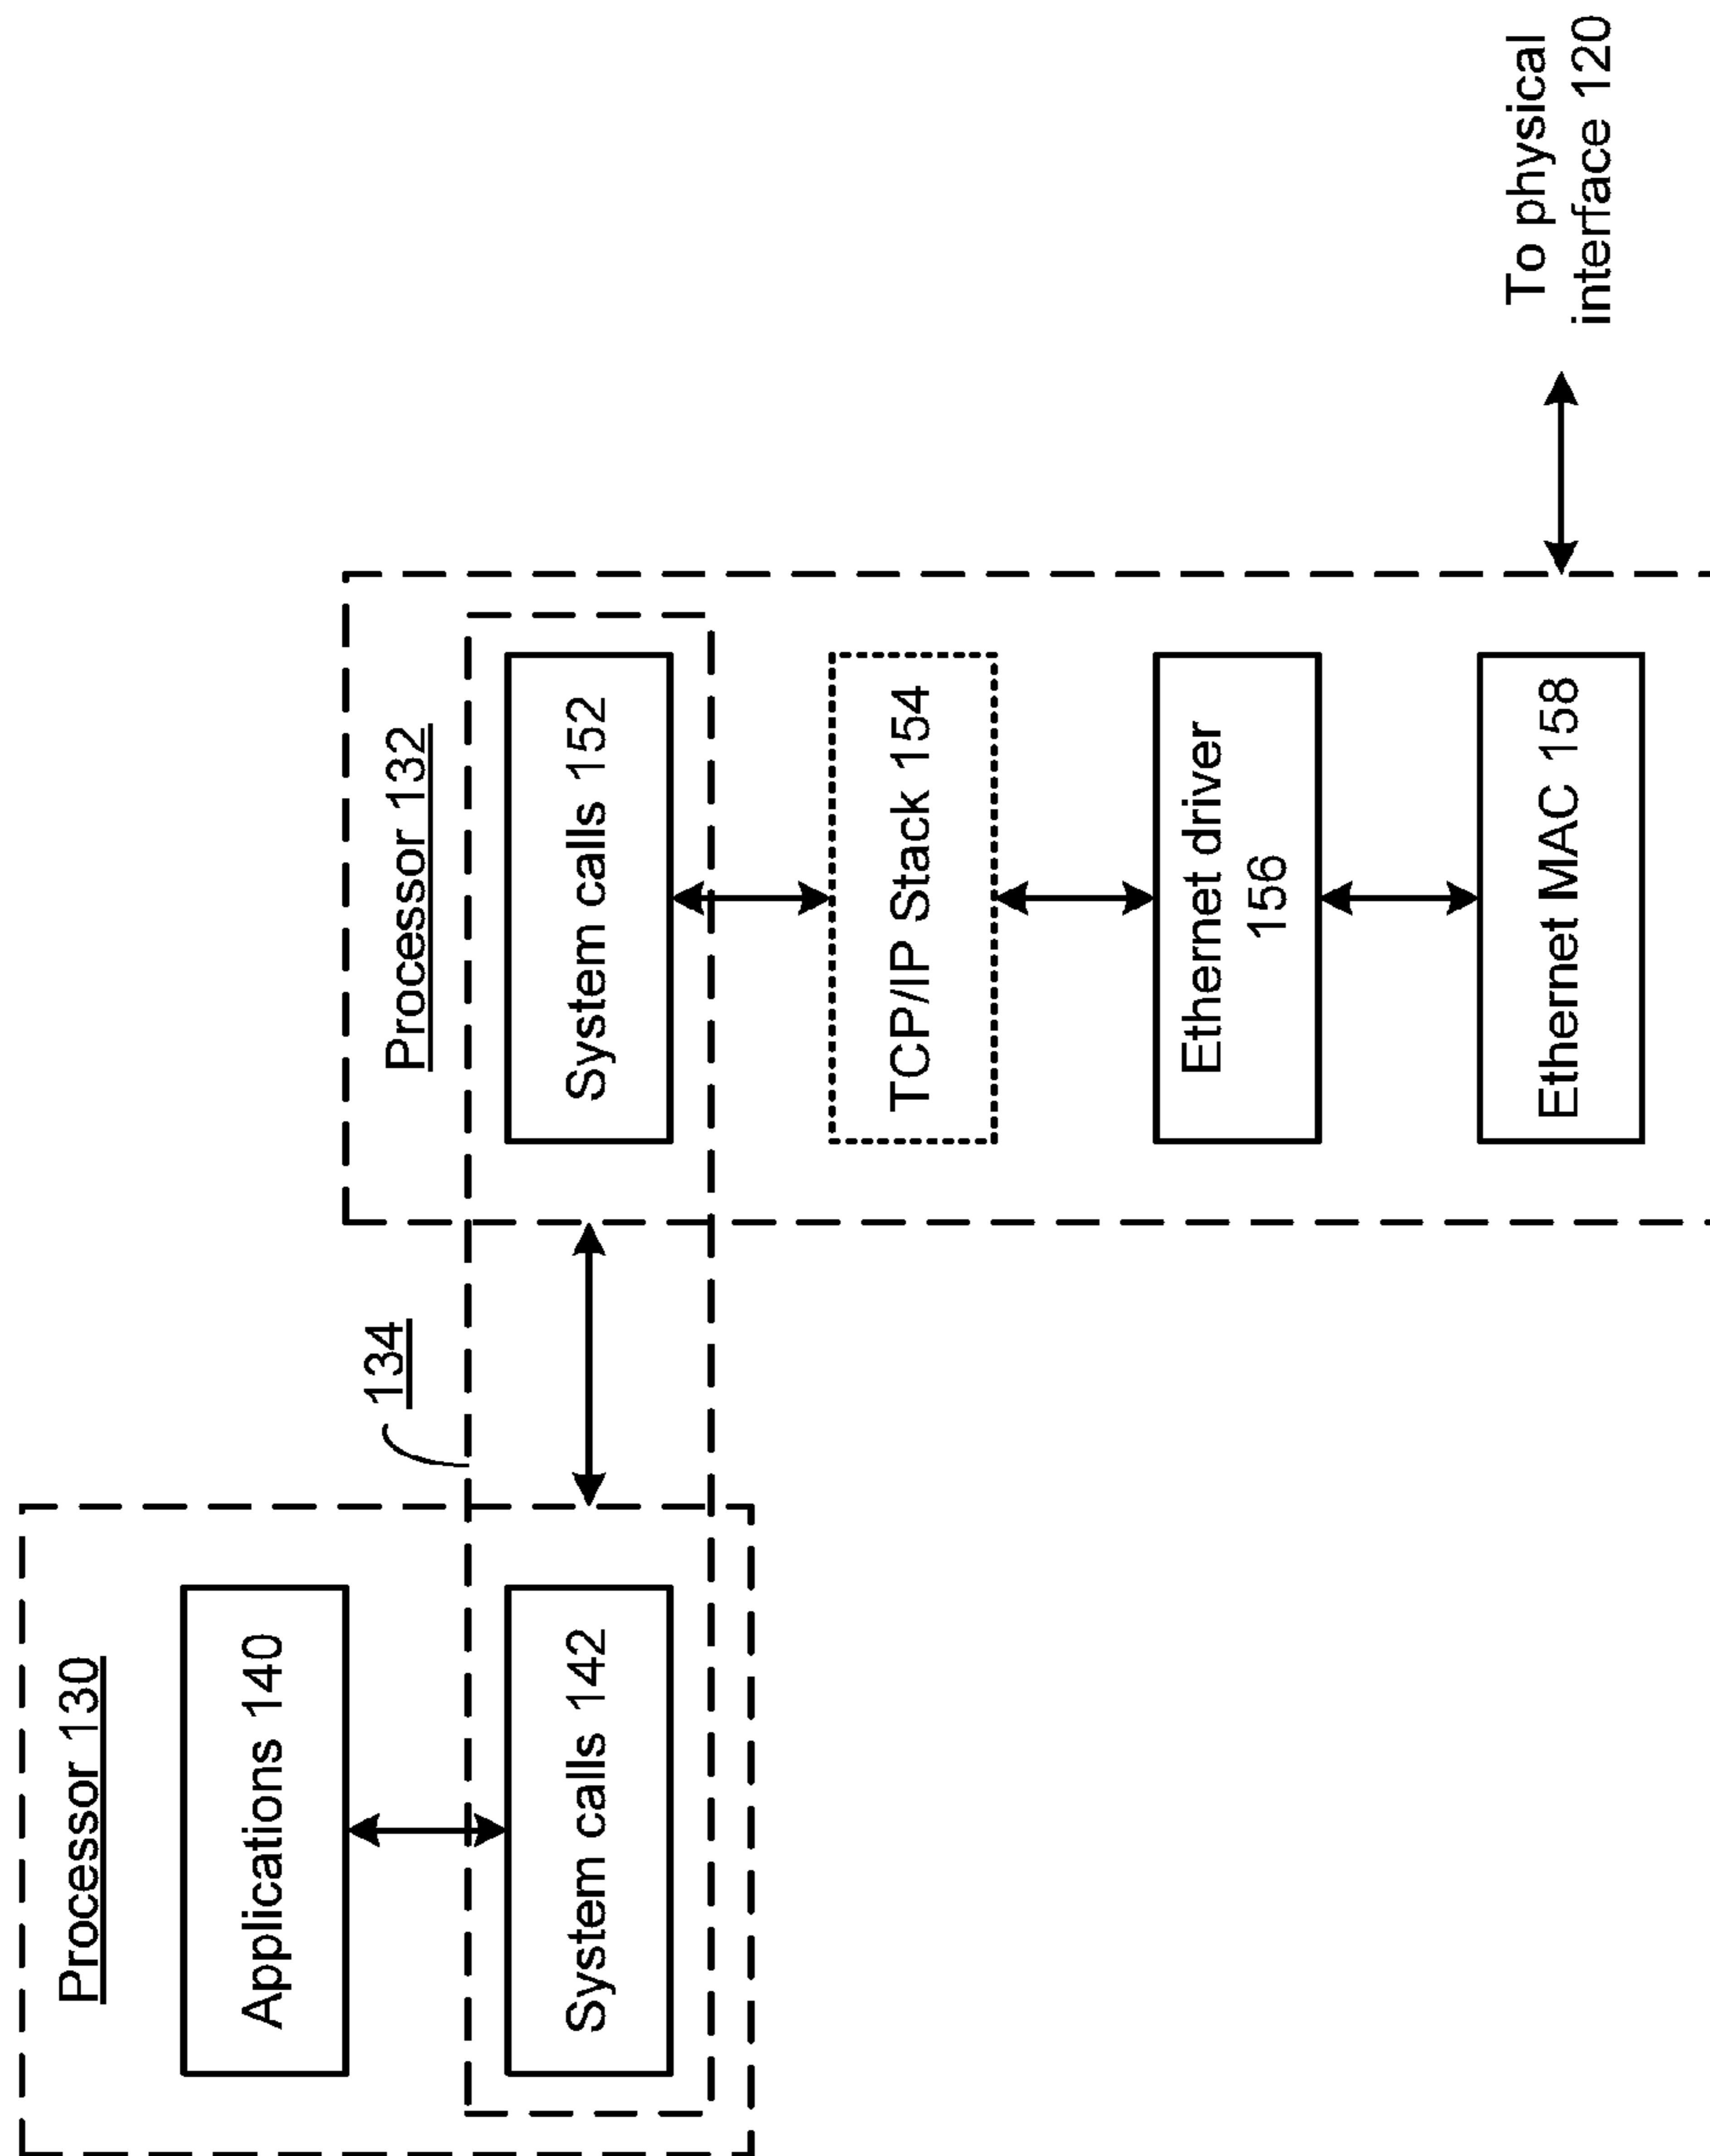 Processor 130
Applications 140
System calls 142
134
Processor 132
System calls 152
TCP/IP Stack 154
Ethernet driver
156
Ethernet MAC 158
To physical
interface 120